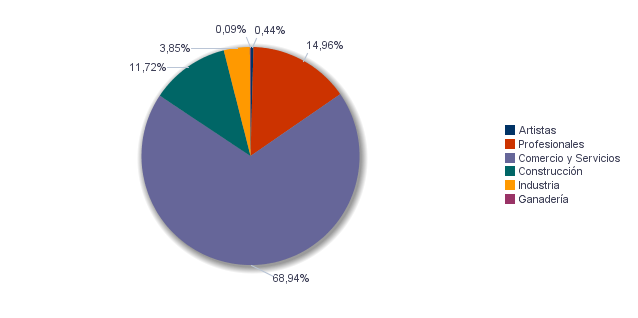 0,09%
0,44%
3,85%
14,96%
11,72%
68,94%
Artistas
Profesionales
Comercio y Servicios
Construcción
Industria
Ganadería